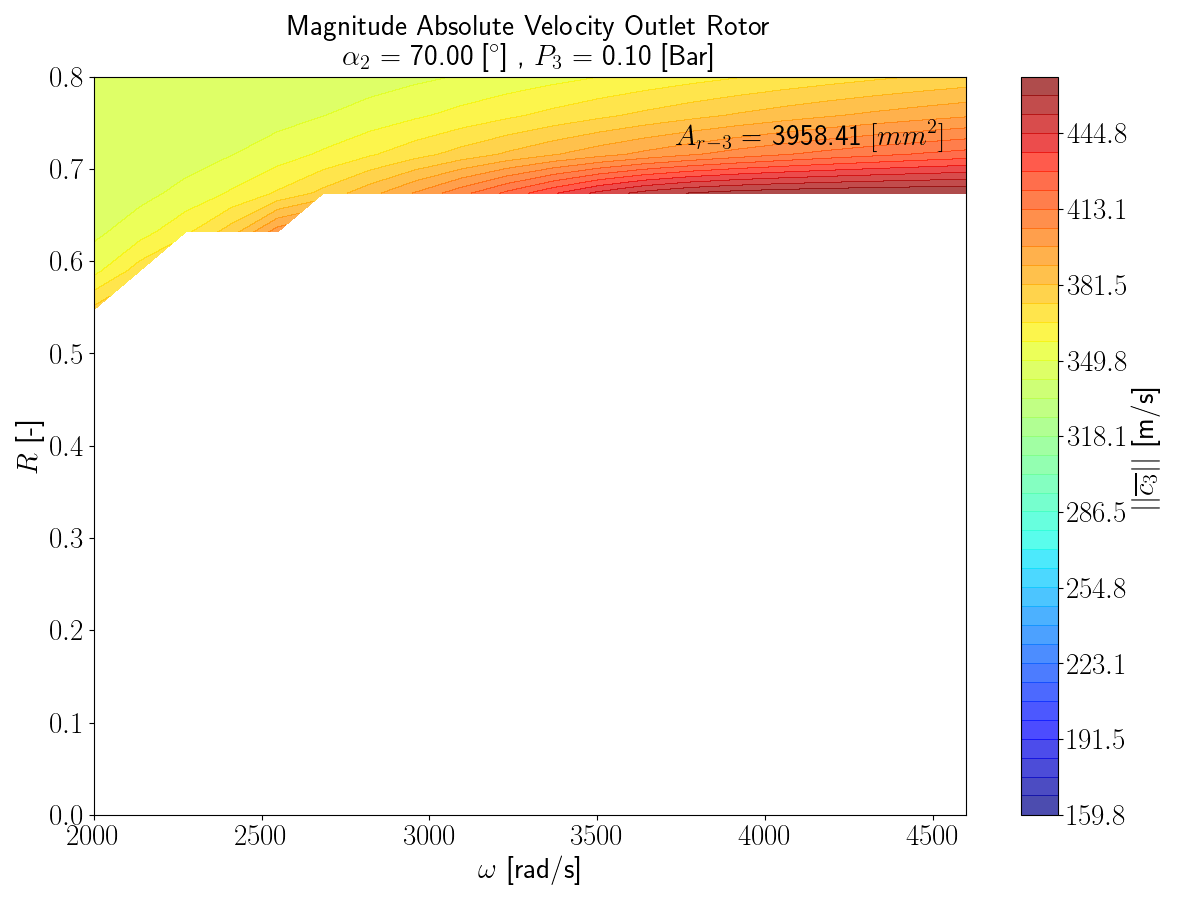 Magnitude Absolute Velocity Outlet Rotor
α₂ = 70.00 [°] , P₃ = 0.10 [Bar]
0.8
0.7
0.6
0.5
0.4
0.3
0.2
0.1
0.0
R [-]
A_{r−3} = 3958.41 [mm²]
2000 2500 3000 3500 4000 4500
ω [rad/s]
444.8
413.1
381.5
349.8
318.1
286.5
254.8
223.1
191.5
159.8
||c̅₃|| [m/s]